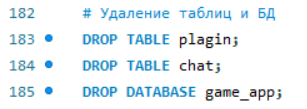 182 # Удаление таблиц и БД
183 DROP TABLE plagin;
184 DROP TABLE chat;
185 DROP DATABASE game_app;